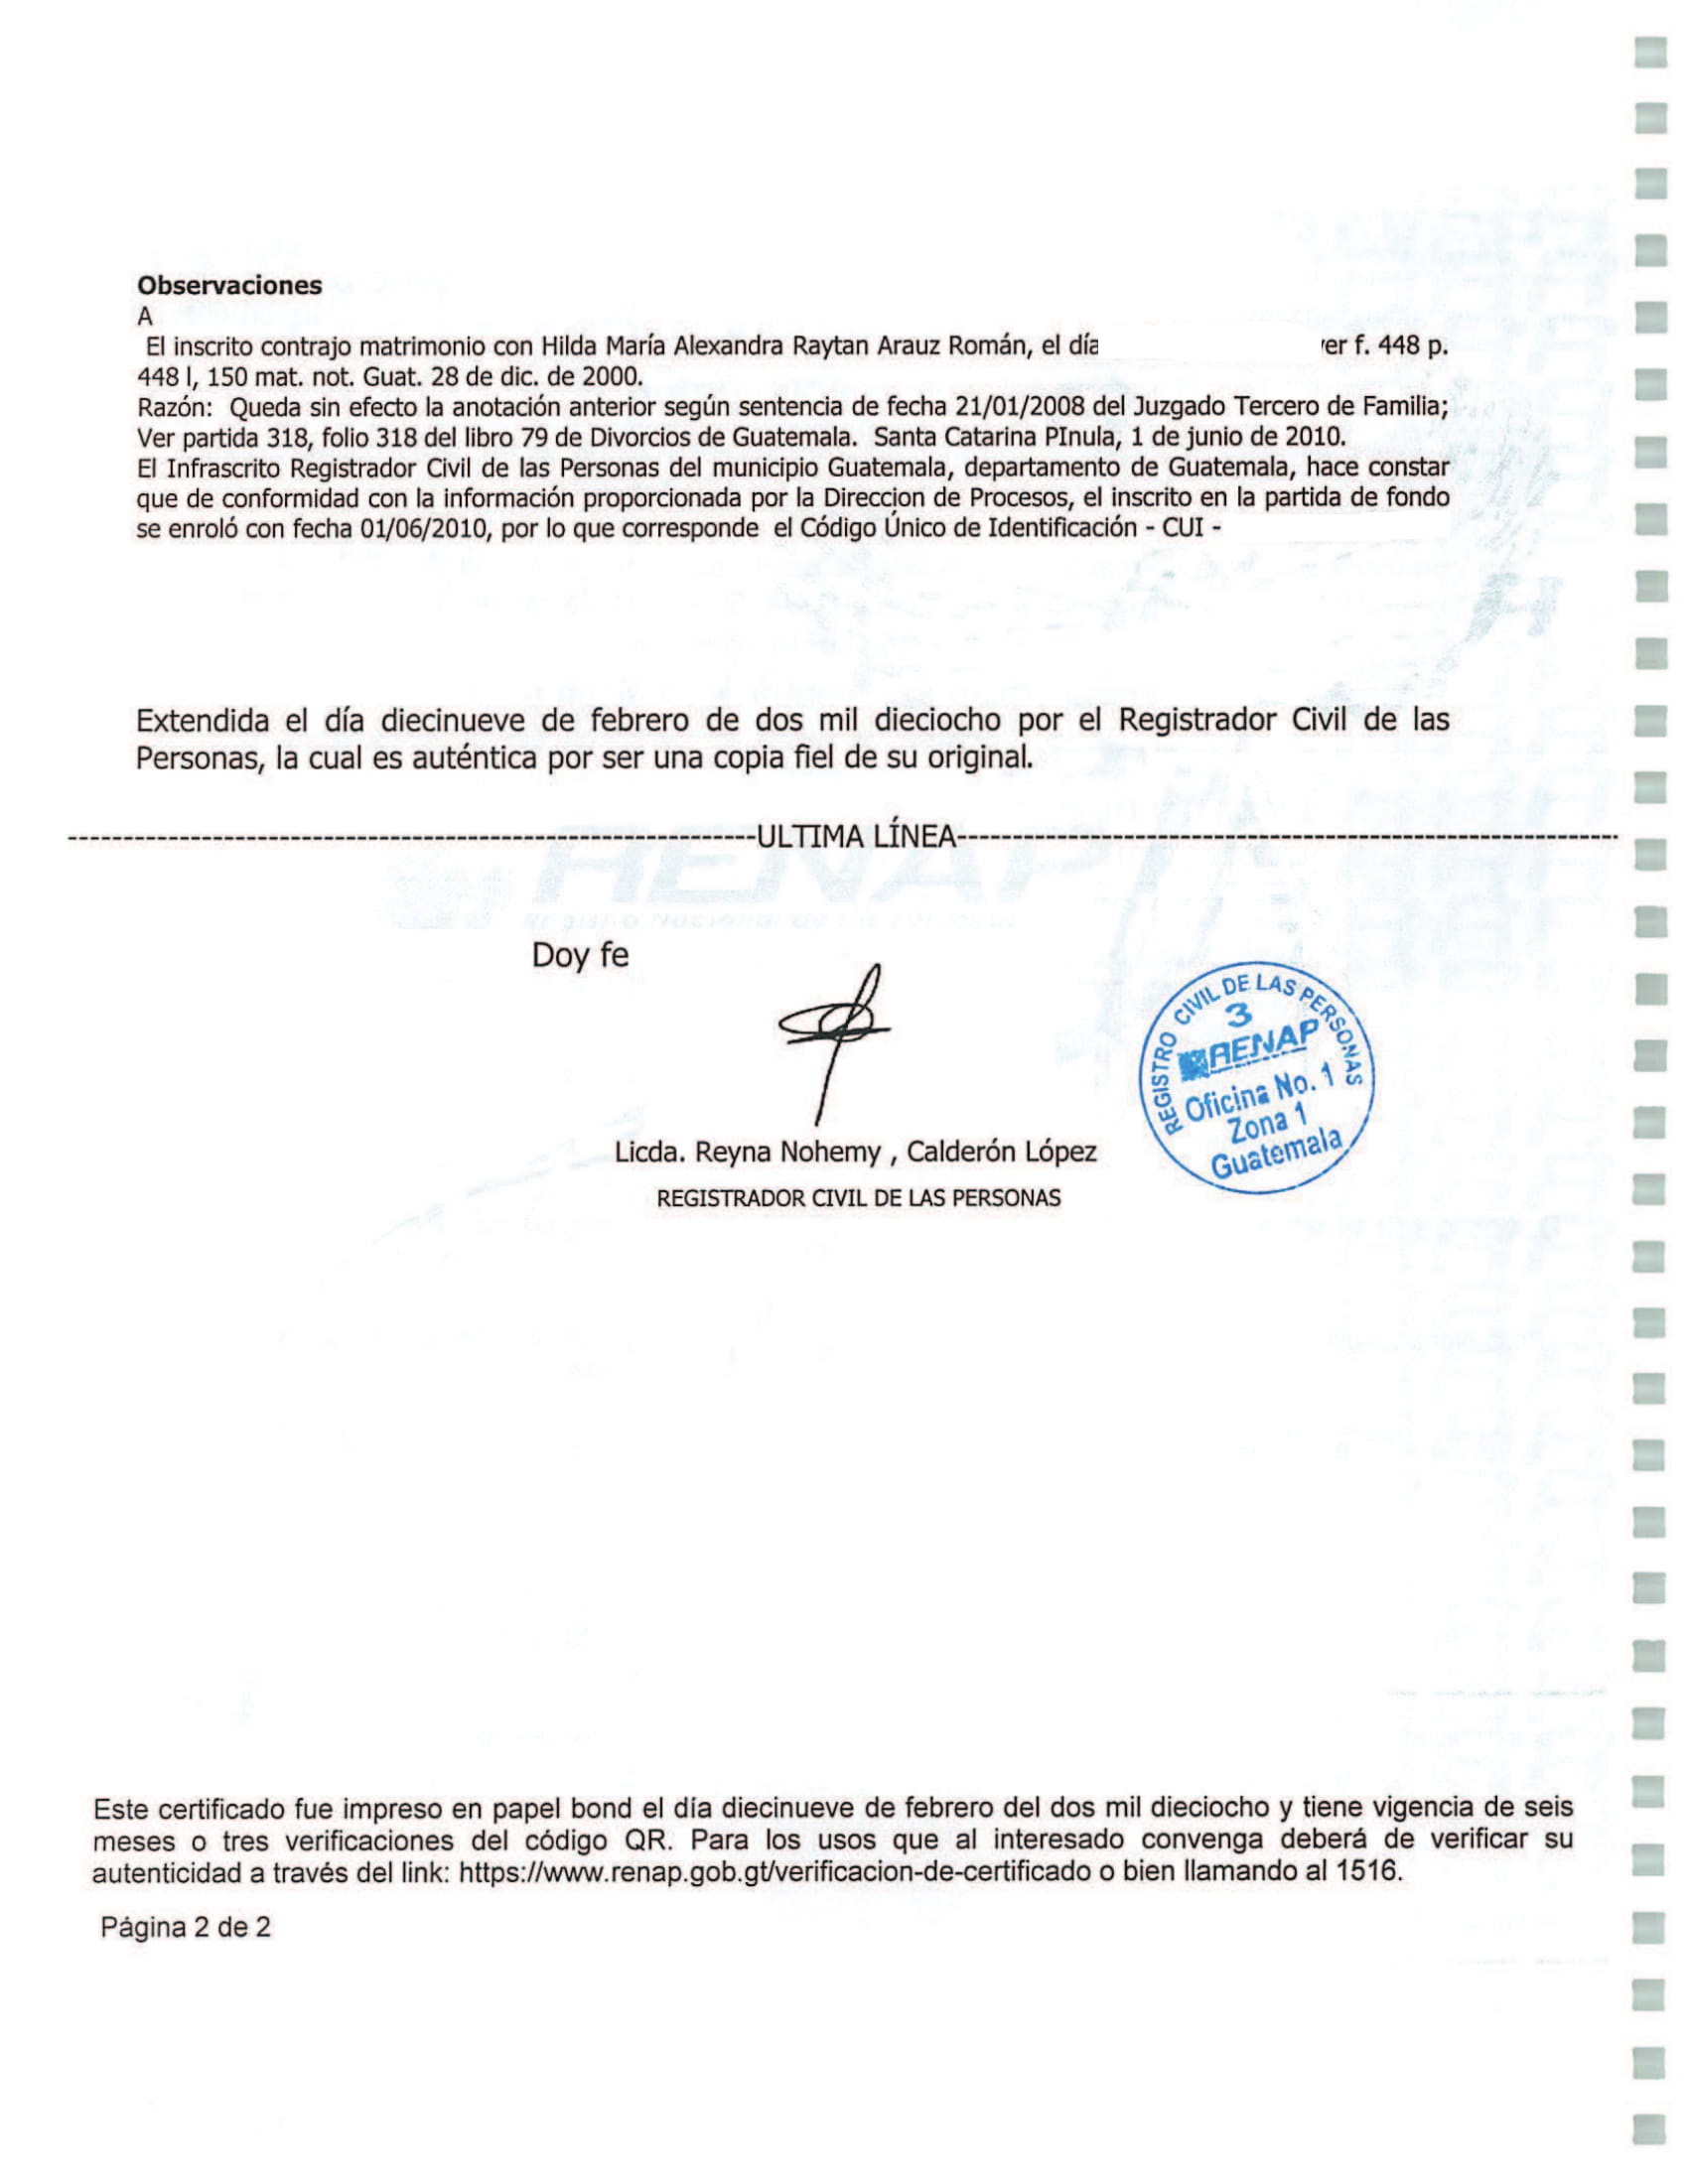 Observaciones
A
El inscrito contrajo matrimonio con Hilda María Alexandra Raytan Arauz Román, el día er f. 448 p.
448 l, 150 mat. not. Guat. 28 de dic. de 2000.
Razón: Queda sin efecto la anotación anterior según sentencia de fecha 21/01/2008 del Juzgado Tercero de Familia;
Ver partida 318, folio 318 del libro 79 de Divorcios de Guatemala. Santa Catarina PInula, 1 de junio de 2010.
El Infrascrito Registrador Civil de las Personas del municipio Guatemala, departamento de Guatemala, hace constar
que de conformidad con la información proporcionada por la Direccion de Procesos, el inscrito en la partida de fondo
se enroló con fecha 01/06/2010, por lo que corresponde el Código Único de Identificación - CUI -
Extendida el día diecinueve de febrero de dos mil dieciocho por el Registrador Civil de las
Personas, la cual es auténtica por ser una copia fiel de su original.
ULTIMA LÍNEA
RENAP
Doy fe
REGISTRO CIVIL DE LAS PERSONAS
3
RENAP
Oficina No. 1
Zona 1
Guatemala
Licda. Reyna Nohemy , Calderón López
REGISTRADOR CIVIL DE LAS PERSONAS
Este certificado fue impreso en papel bond el día diecinueve de febrero del dos mil dieciocho y tiene vigencia de seis
meses o tres verificaciones del código QR. Para los usos que al interesado convenga deberá de verificar su
autenticidad a través del link: https://www.renap.gob.gt/verificacion-de-certificado o bien llamando al 1516.
Página 2 de 2